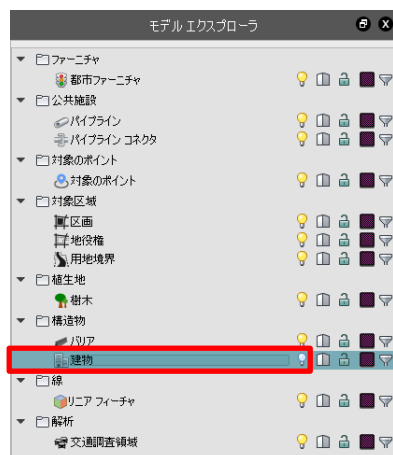 モデル エクスプローラ
ファーニチャ
都市ファーニチャ
公共施設
パイプライン
パイプライン コネクタ
対象のポイント
対象のポイント
対象区域
区画
地役権
用地境界
植生地
樹木
構造物
バリア
建物
線
リニア フィーチャ
解析
交通調査領域